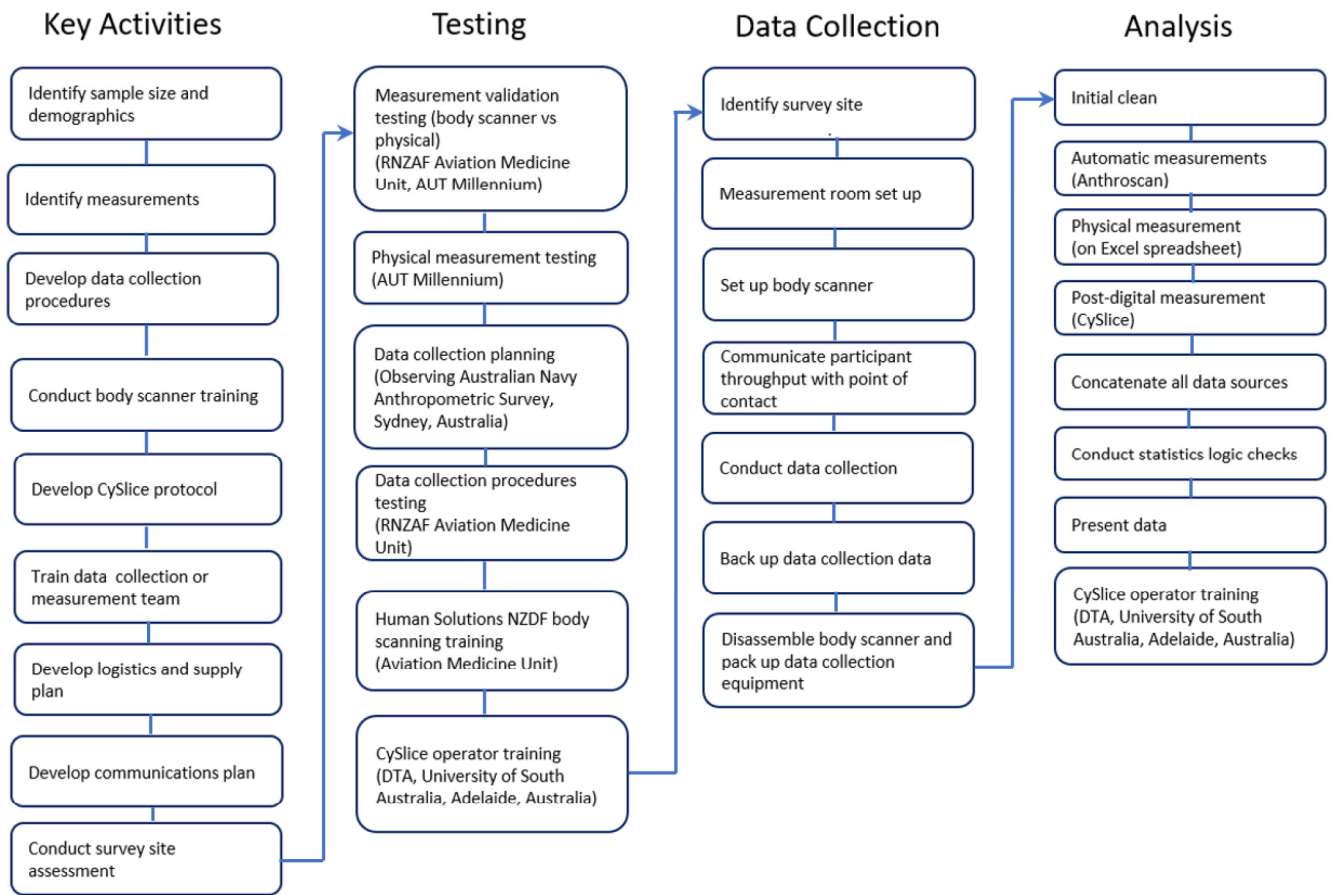 Key Activities
Identify sample size and
demographics
Identify measurements
Develop data collection
procedures
Conduct body scanner training
Develop CySlice protocol
Train data collection or
measurement team
Develop logistics and supply
plan
Develop communications plan
Conduct survey site
assessment
Testing
Measurement validation
testing (body scanner vs
physical)
(RNZAF Aviation Medicine
Unit, AUT Millennium)
Physical measurement testing
(AUT Millennium)
Data collection planning
(Observing Australian Navy
Anthropometric Survey,
Sydney, Australia)
Data collection procedures
testing
(RNZAF Aviation Medicine
Unit)
Human Solutions NZDF body
scanning training
(Aviation Medicine Unit)
CySlice operator training
(DTA, University of South
Australia, Adelaide, Australia)
Data Collection
Identify survey site
.
Measurement room set up
Set up body scanner
Communicate participant
throughput with point of
contact
Conduct data collection
Back up data collection data
Disassemble body scanner and
pack up data collection
equipment
Analysis
Initial clean
Automatic measurements
(Anthroscan)
Physical measurement
(on Excel spreadsheet)
Post-digital measurement
(CySlice)
Concatenate all data sources
Conduct statistics logic checks
Present data
CySlice operator training
(DTA, University of South
Australia, Adelaide, Australia)